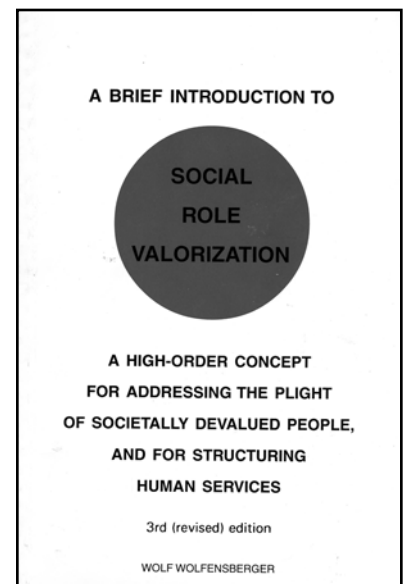 A BRIEF INTRODUCTION TO
SOCIAL
ROLE
VALORIZATION
A HIGH-ORDER CONCEPT
FOR ADDRESSING THE PLIGHT
OF SOCIETALLY DEVALUED PEOPLE,
AND FOR STRUCTURING
HUMAN SERVICES
3rd (revised) edition
WOLF WOLFENSBERGER